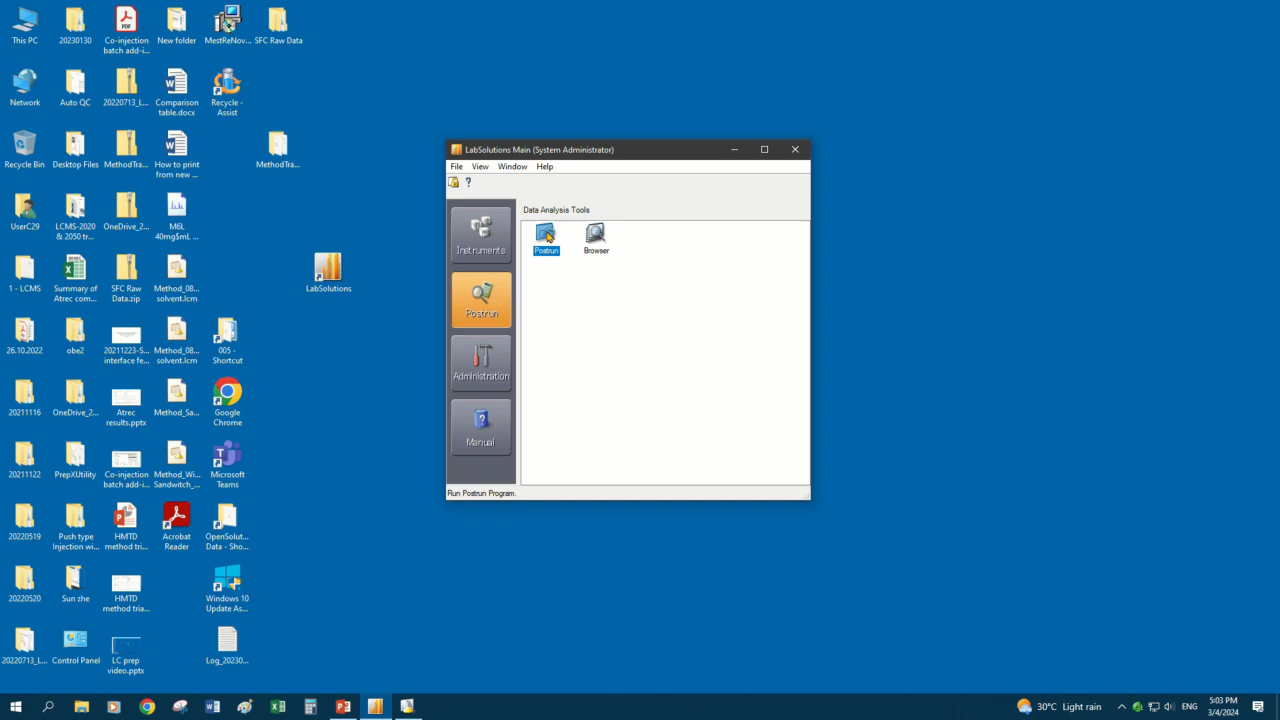 This PC
20230130
Co-injection
batch add-i...
New folder
MestReNov...
SFC Raw Data
Network
Auto QC
20220713_L...
Comparison
table.docx
Recycle -
Assist
Recycle Bin
Desktop Files
MethodTra...
How to print
from new ...
MethodTra...
UserC29
LCMS-2020
& 2050 tr...
OneDrive_2...
M6L
40mg$mL ...
1 - LCMS
Summary of
Atrec com...
SFC Raw
Data.zip
Method_08...
solvent.lcm
LabSolutions
26.10.2022
obe2
20211223-S...
interface fe...
Method_08...
solvent.lcm
005 -
Shortcut
20211116
OneDrive_2...
Atrec
results.pptx
Method_Sa...
Google
Chrome
20211122
PrepXUtility
Co-injection
batch add-i...
Method_Wi...
Sandwitch_...
Microsoft
Teams
20220519
Push type
Injection wi...
HMTD
method tri...
Acrobat
Reader
OpenSolut...
Data - Sho...
20220520
Sun zhe
HMTD
method tria...
Windows 10
Update As...
20220713_L...
Control Panel
LC prep
video.pptx
Log_20230...
LabSolutions Main (System Administrator)
File View Window Help
Data Analysis Tools
Instruments
Postrun
Administration
Manual
Postrun
Browser
Run Postrun Program.
30°C Light rain
ENG
5:03 PM
3/4/2024